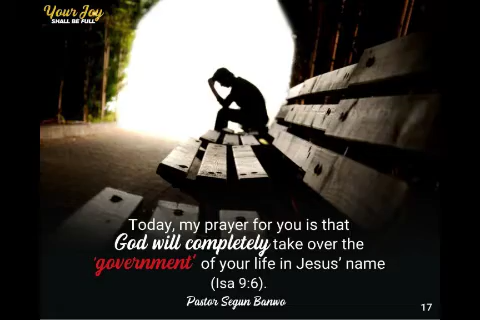 Your Joy
SHALL BE FULL
Today, my prayer for you is that
God will completely take over the
'government' of your life in Jesus' name
(Isa 9:6).
Pastor Segun Banwo
17